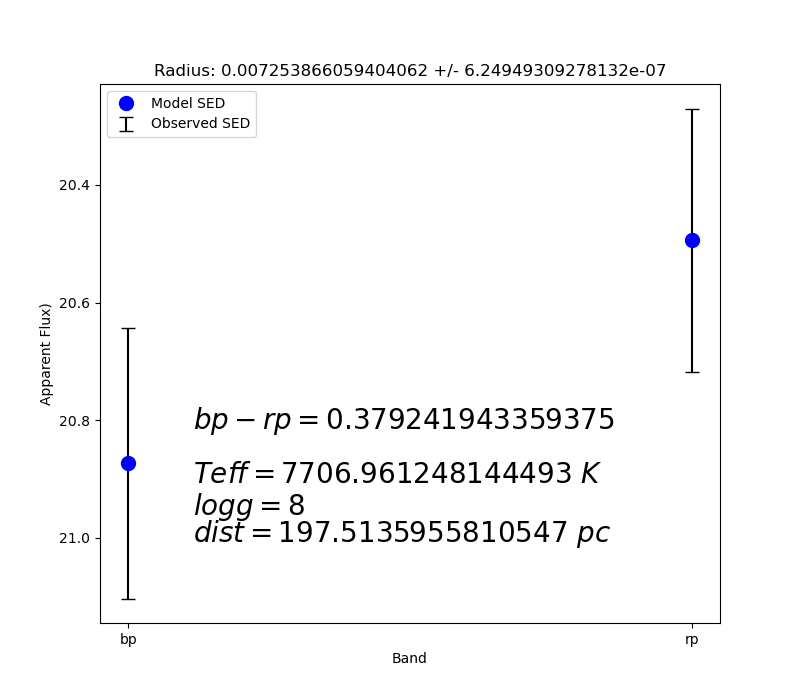 Radius: 0.007253866059404062 +/- 6.24949309278132e-07
Model SED
Observed SED
20.4
20.6
20.8
21.0
Apparent Flux)
bp − rp = 0.379241943359375
Teff = 7706.961248144493 K
logg = 8
dist = 197.5135955810547 pc
bp
rp
Band